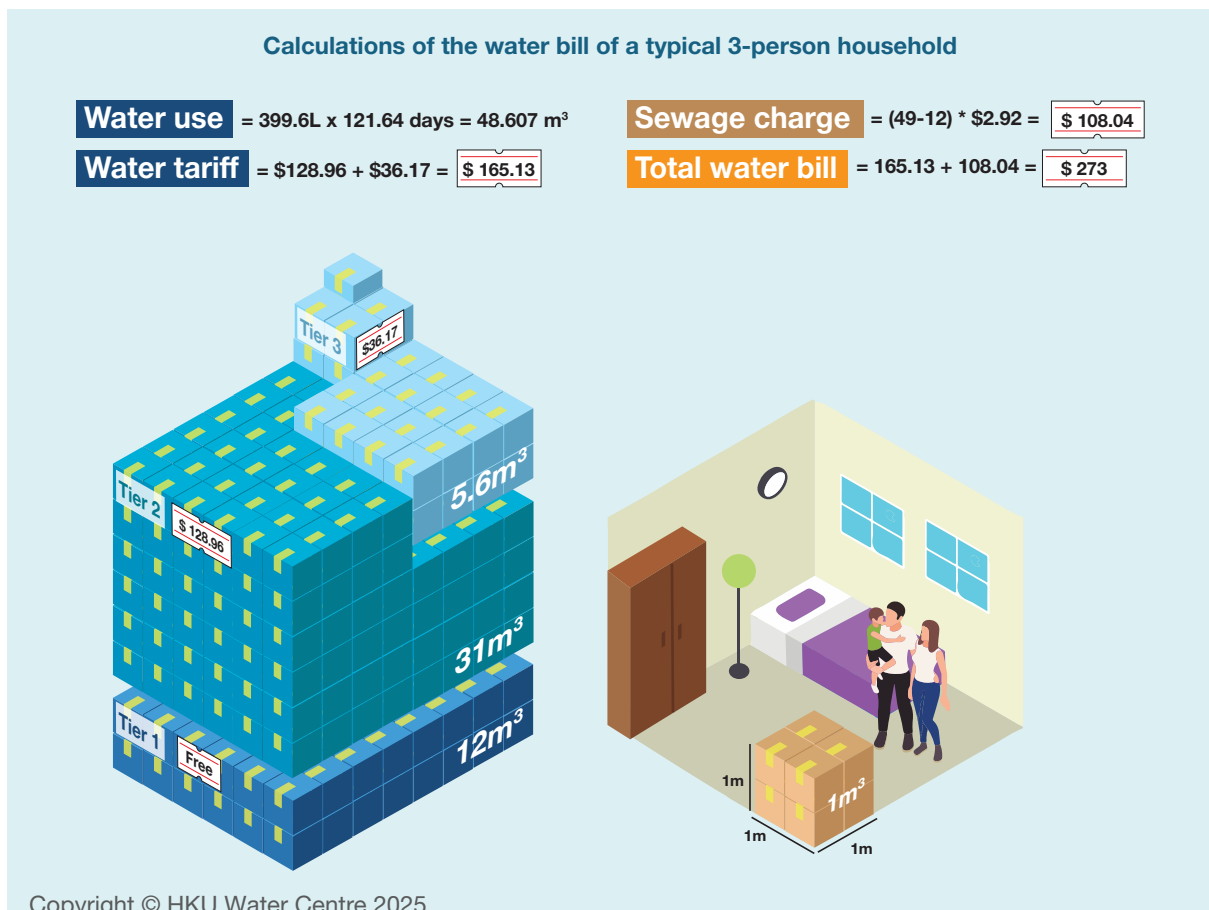 Calculations of the water bill of a typical 3-person household
Water use = 399.6L x 121.64 days = 48.607 m³
Water tariff = $128.96 + $36.17 = $ 165.13
Sewage charge = (49-12) * $2.92 = $ 108.04
Total water bill = 165.13 + 108.04 = $ 273
Tier 3
$36.17
5.6m³
Tier 2
$ 128.96
31m³
Tier 1
Free
12m³
1m
1m³
1m
1m
Copyright © HKU Water Centre 2025